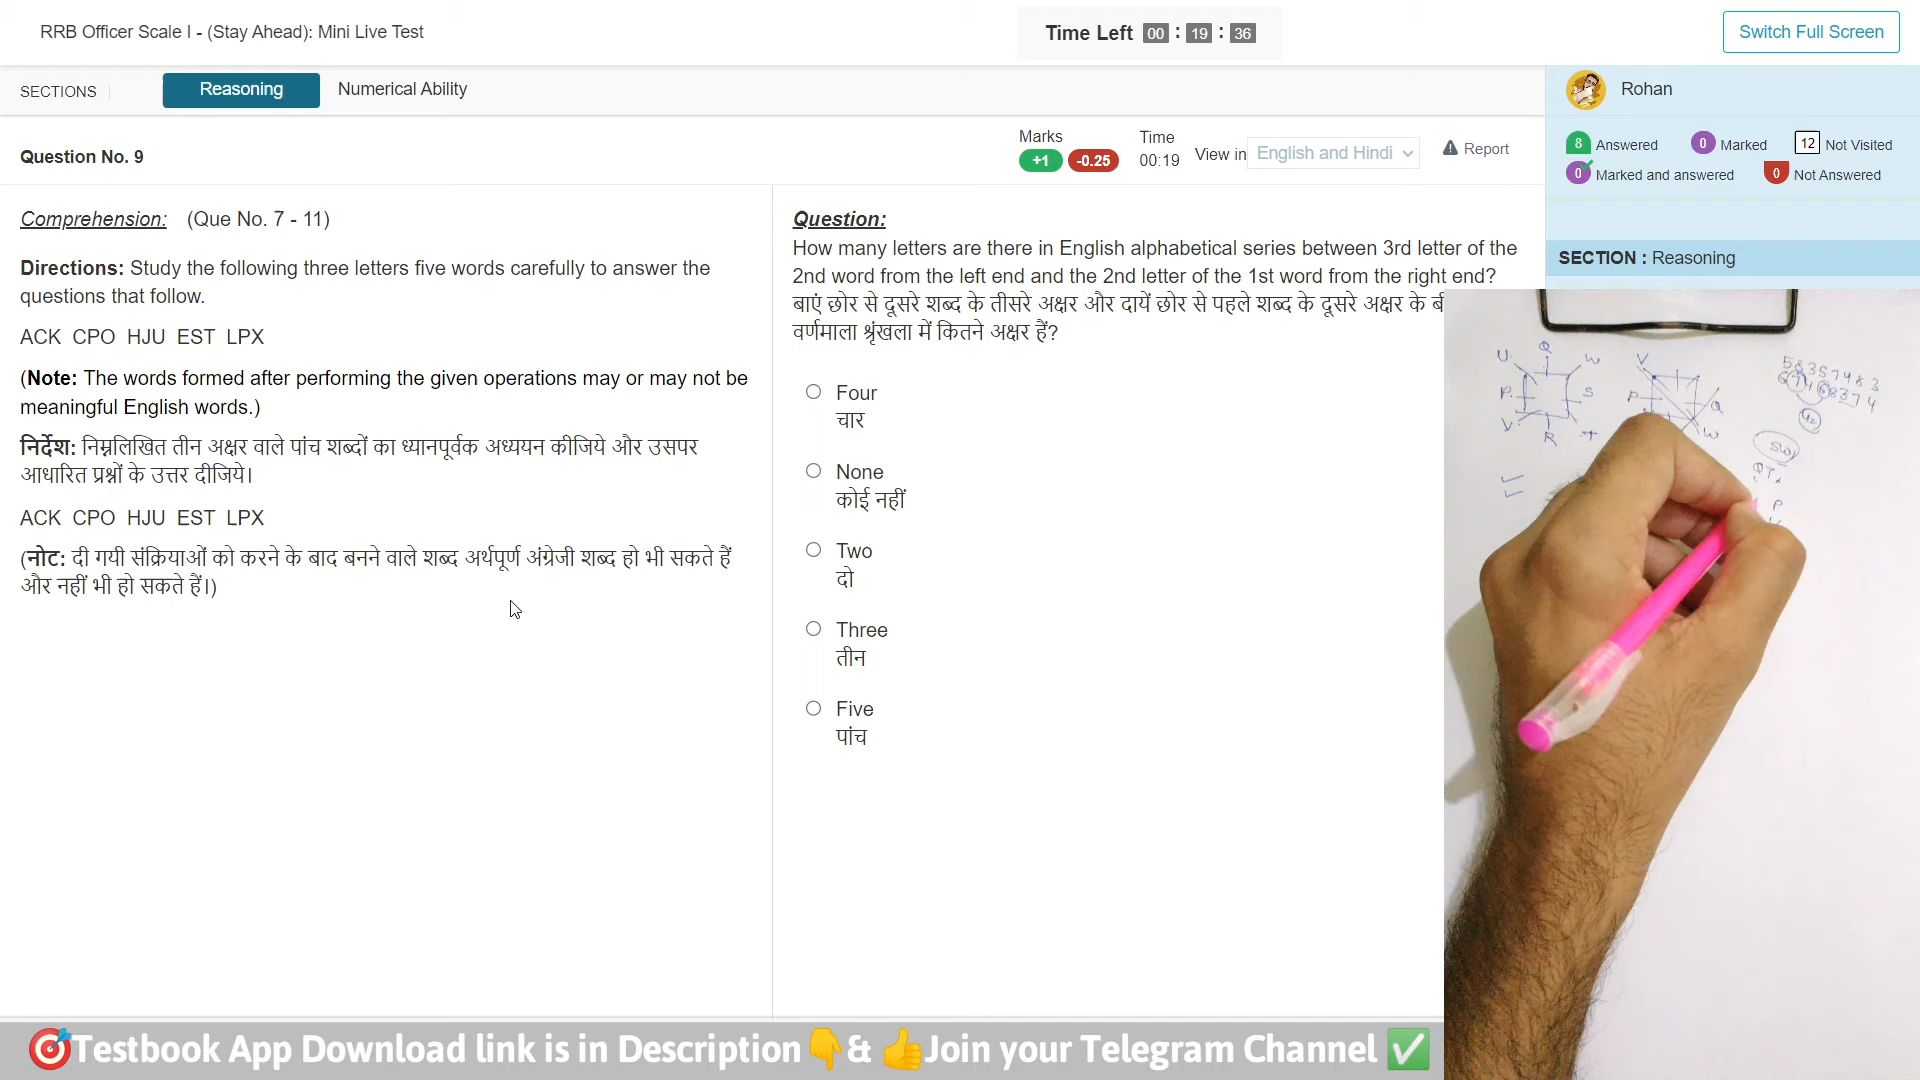 RRB Officer Scale I - (Stay Ahead): Mini Live Test
Time Left 00 : 19 : 36
Switch Full Screen
SECTIONS
Reasoning
Numerical Ability
Rohan
Question No. 9
Marks
+1 -0.25
Time
00:19
View in English and Hindi
Report
8 Answered
0 Marked
12 Not Visited
0 Marked and answered
0 Not Answered
SECTION : Reasoning
Comprehension: (Que No. 7 - 11)
Directions: Study the following three letters five words carefully to answer the
questions that follow.
ACK CPO HJU EST LPX
(Note: The words formed after performing the given operations may or may not be
meaningful English words.)
निर्देश: निम्नलिखित तीन अक्षर वाले पांच शब्दों का ध्यानपूर्वक अध्ययन कीजिये और उसपर
आधारित प्रश्नों के उत्तर दीजिये।
ACK CPO HJU EST LPX
(नोट: दी गयी संक्रियाओं को करने के बाद बनने वाले शब्द अर्थपूर्ण अंग्रेजी शब्द हो भी सकते हैं
और नहीं भी हो सकते हैं।)
Question:
How many letters are there in English alphabetical series between 3rd letter of the
2nd word from the left end and the 2nd letter of the 1st word from the right end?
बाएं छोर से दूसरे शब्द के तीसरे अक्षर और दायें छोर से पहले शब्द के दूसरे अक्षर के
वर्णमाला श्रृंखला में कितने अक्षर हैं?
Four
चार
None
कोई नहीं
Two
दो
Three
तीन
Five
पांच
U Q W
P S
V R
V
P Q
W
42
Testbook App Download link is in Description & Join your Telegram Channel